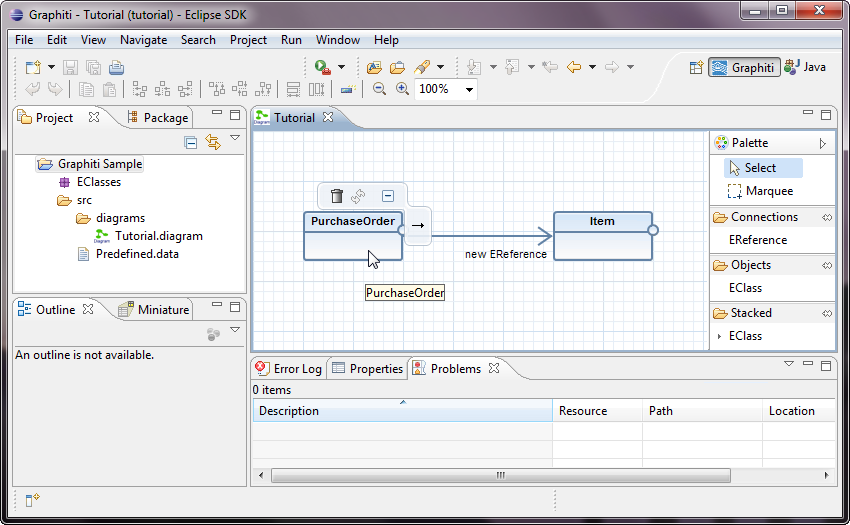 Graphiti - Tutorial (tutorial) - Eclipse SDK
File Edit View Navigate Search Project Run Window Help
Graphiti Java
100%
Project Package
Graphiti Sample
EClasses
src
diagrams
Tutorial.diagram
Predefined.data
Outline Miniature
An outline is not available.
Tutorial
PurchaseOrder
Item
new EReference
PurchaseOrder
Palette
Select
Marquee
Connections
EReference
Objects
EClass
Stacked
EClass
Error Log Properties Problems
0 items
Description Resource Path Location